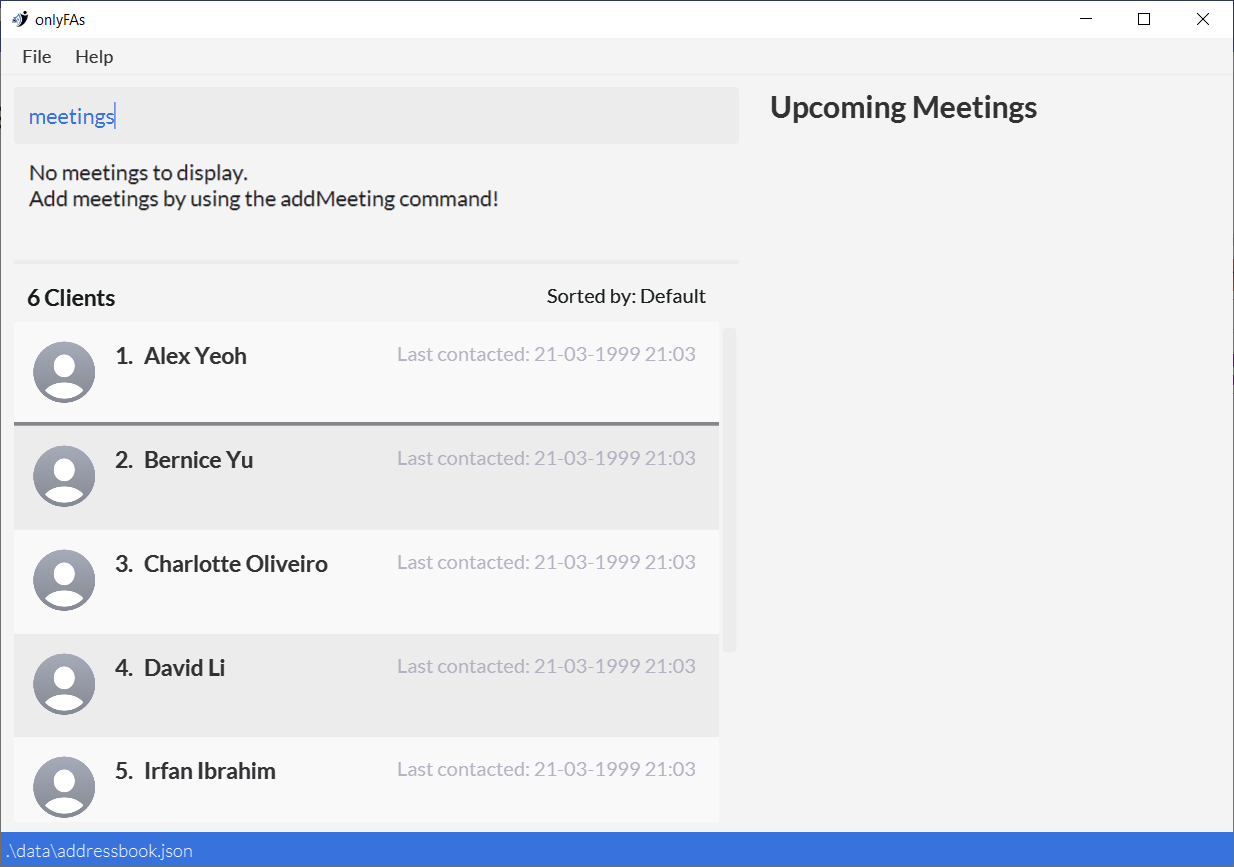 onlyFAs
File Help
meetings
Upcoming Meetings
No meetings to display.
Add meetings by using the addMeeting command!
6 Clients Sorted by: Default
1. Alex Yeoh Last contacted: 21-03-1999 21:03
2. Bernice Yu Last contacted: 21-03-1999 21:03
3. Charlotte Oliveiro Last contacted: 21-03-1999 21:03
4. David Li Last contacted: 21-03-1999 21:03
5. Irfan Ibrahim Last contacted: 21-03-1999 21:03
.\data\addressbook.json